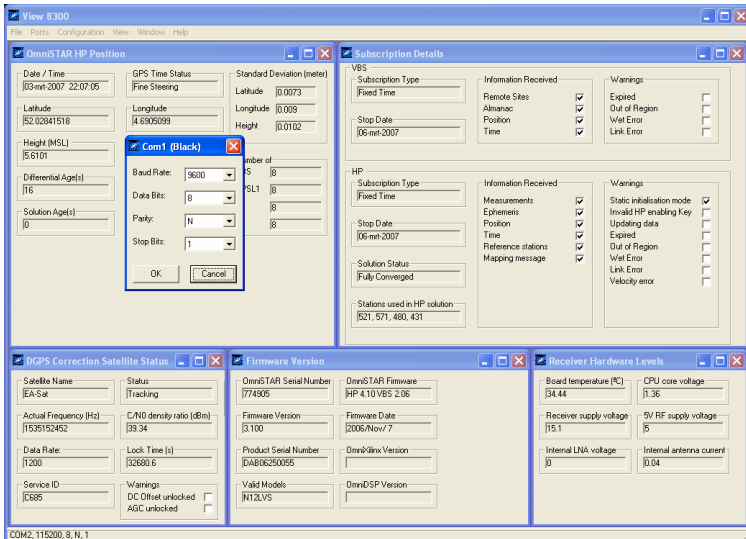 View 8300
File Ports Configuration View Window Help
OmniSTAR HP Position
Date / Time
03-mrt-2007 22:07:05
GPS Time Status
Fine Steering
Standard Deviation (meter)
Latitude 0.0073
Longitude 0.009
Height 0.0102
Latitude
52.02841518
Longitude
4.6905099
Height (MSL)
5.6101
Differential Age(s)
16
Solution Age(s)
0
8
8
8
8
Com1 (Black)
Baud Rate: 9600
Data Bits: 8
Parity: N
Stop Bits: 1
OK Cancel
Subscription Details
VBS
Subscription Type
Fixed Time
Stop Date
06-mrt-2007
Information Received
Remote Sites
Almanac
Position
Time
Warnings
Expired
Out of Region
Wet Error
Link Error
HP
Subscription Type
Fixed Time
Stop Date
06-mrt-2007
Solution Status
Fully Converged
Stations used in HP solution
521, 571, 480, 431
Information Received
Measurements
Ephemeris
Position
Time
Reference stations
Mapping message
Warnings
Static initialisation mode
Invalid HP enabling Key
Updating data
Expired
Out of Region
Wet Error
Link Error
Velocity error
DGPS Correction Satellite Status
Satellite Name
EA-Sat
Status
Tracking
Actual Frequency (Hz)
1535152452
C/N0 density ratio (dBm)
39.34
Data Rate:
1200
Lock Time (s)
32680.6
Service ID
C685
Warnings
DC Offset unlocked
AGC unlocked
Firmware Version
OmniSTAR Serial Number
774905
OmniSTAR Firmware
HP 4.10 VBS 2.06
Firmware Version
3.100
Firmware Date
2006/Nov/ 7
Product Serial Number
DAB06250055
OmniXilinx Version
Valid Models
N12LVS
OmniDSP Version
Receiver Hardware Levels
Board temperature (ºC)
34.44
CPU core voltage
1.36
Receiver supply voltage
15.1
5V RF supply voltage
5
Internal LNA voltage
0
Internal antenna current
0.04
COM2, 115200, 8, N, 1